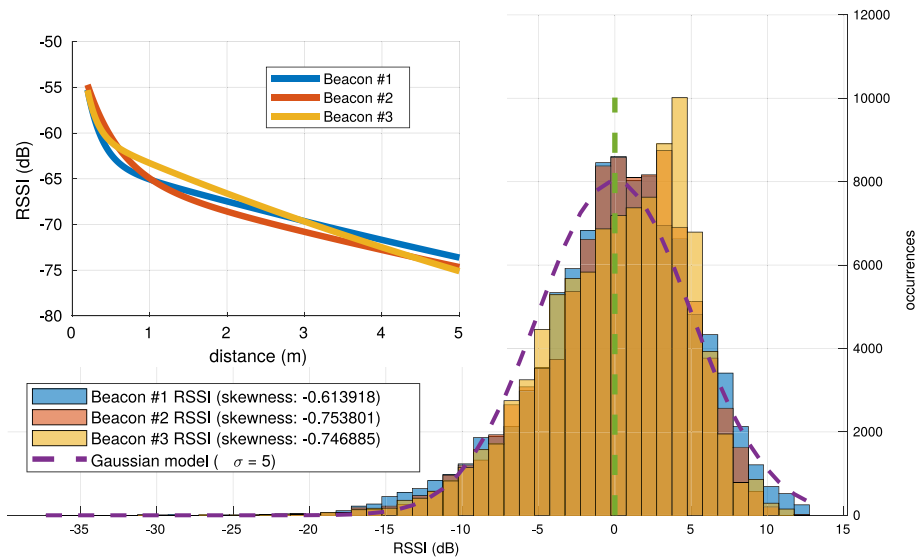 -50
-55
-60
-65
-70
-75
-80
RSSI (dB)
0
1
2
3
4
5
distance (m)
Beacon #1
Beacon #2
Beacon #3
Beacon #1 RSSI (skewness: -0.613918)
Beacon #2 RSSI (skewness: -0.753801)
Beacon #3 RSSI (skewness: -0.746885)
Gaussian model ( σ = 5)
12000
10000
8000
6000
4000
2000
0
occurrences
-35
-30
-25
-20
-15
-10
-5
0
5
10
15
RSSI (dB)